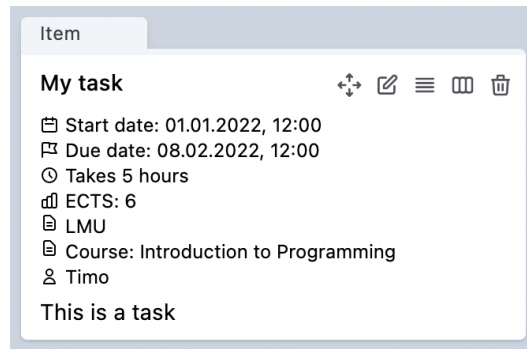 Item
My task
Start date: 01.01.2022, 12:00
Due date: 08.02.2022, 12:00
Takes 5 hours
ECTS: 6
LMU
Course: Introduction to Programming
Timo
This is a task